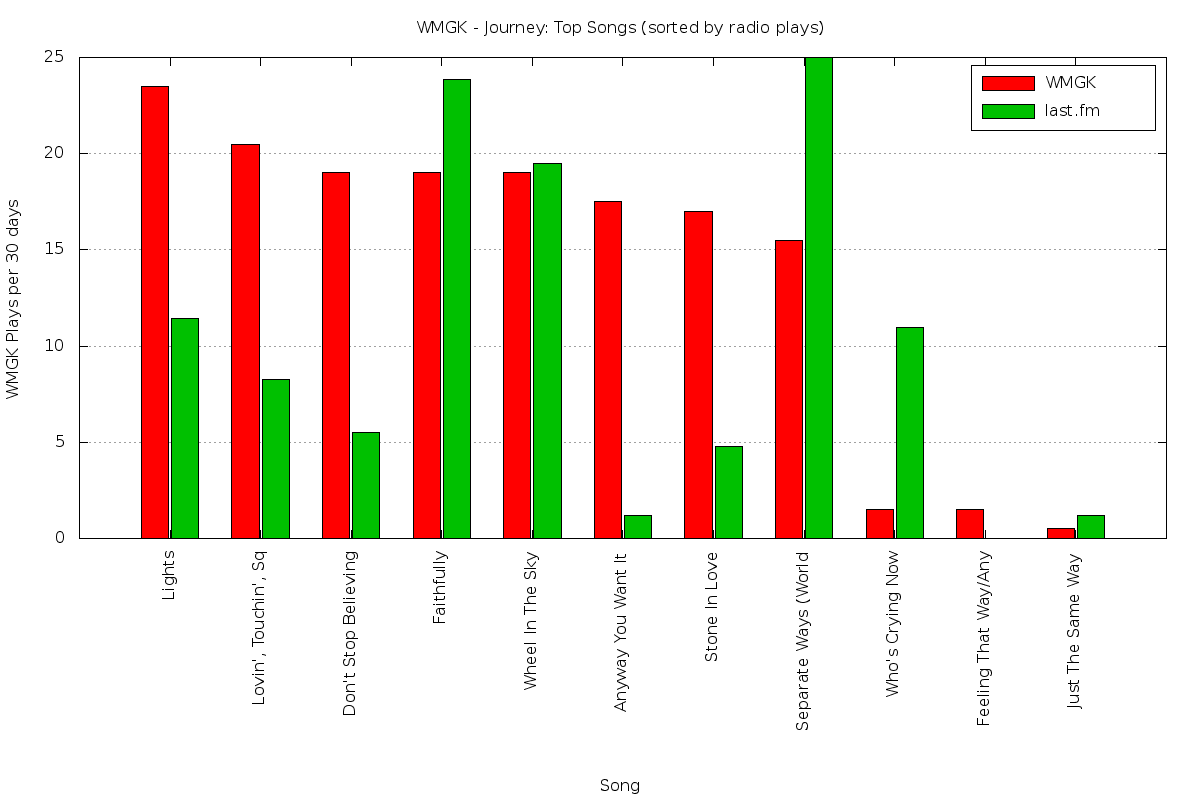 WMGK - Journey: Top Songs (sorted by radio plays)
WMGK
last.fm
WMGK Plays per 30 days
25
20
15
10
5
0
Lights
Lovin', Touchin', Sq
Don't Stop Believing
Faithfully
Wheel In The Sky
Anyway You Want It
Stone In Love
Separate Ways (World
Who's Crying Now
Feeling That Way/Any
Just The Same Way
Song